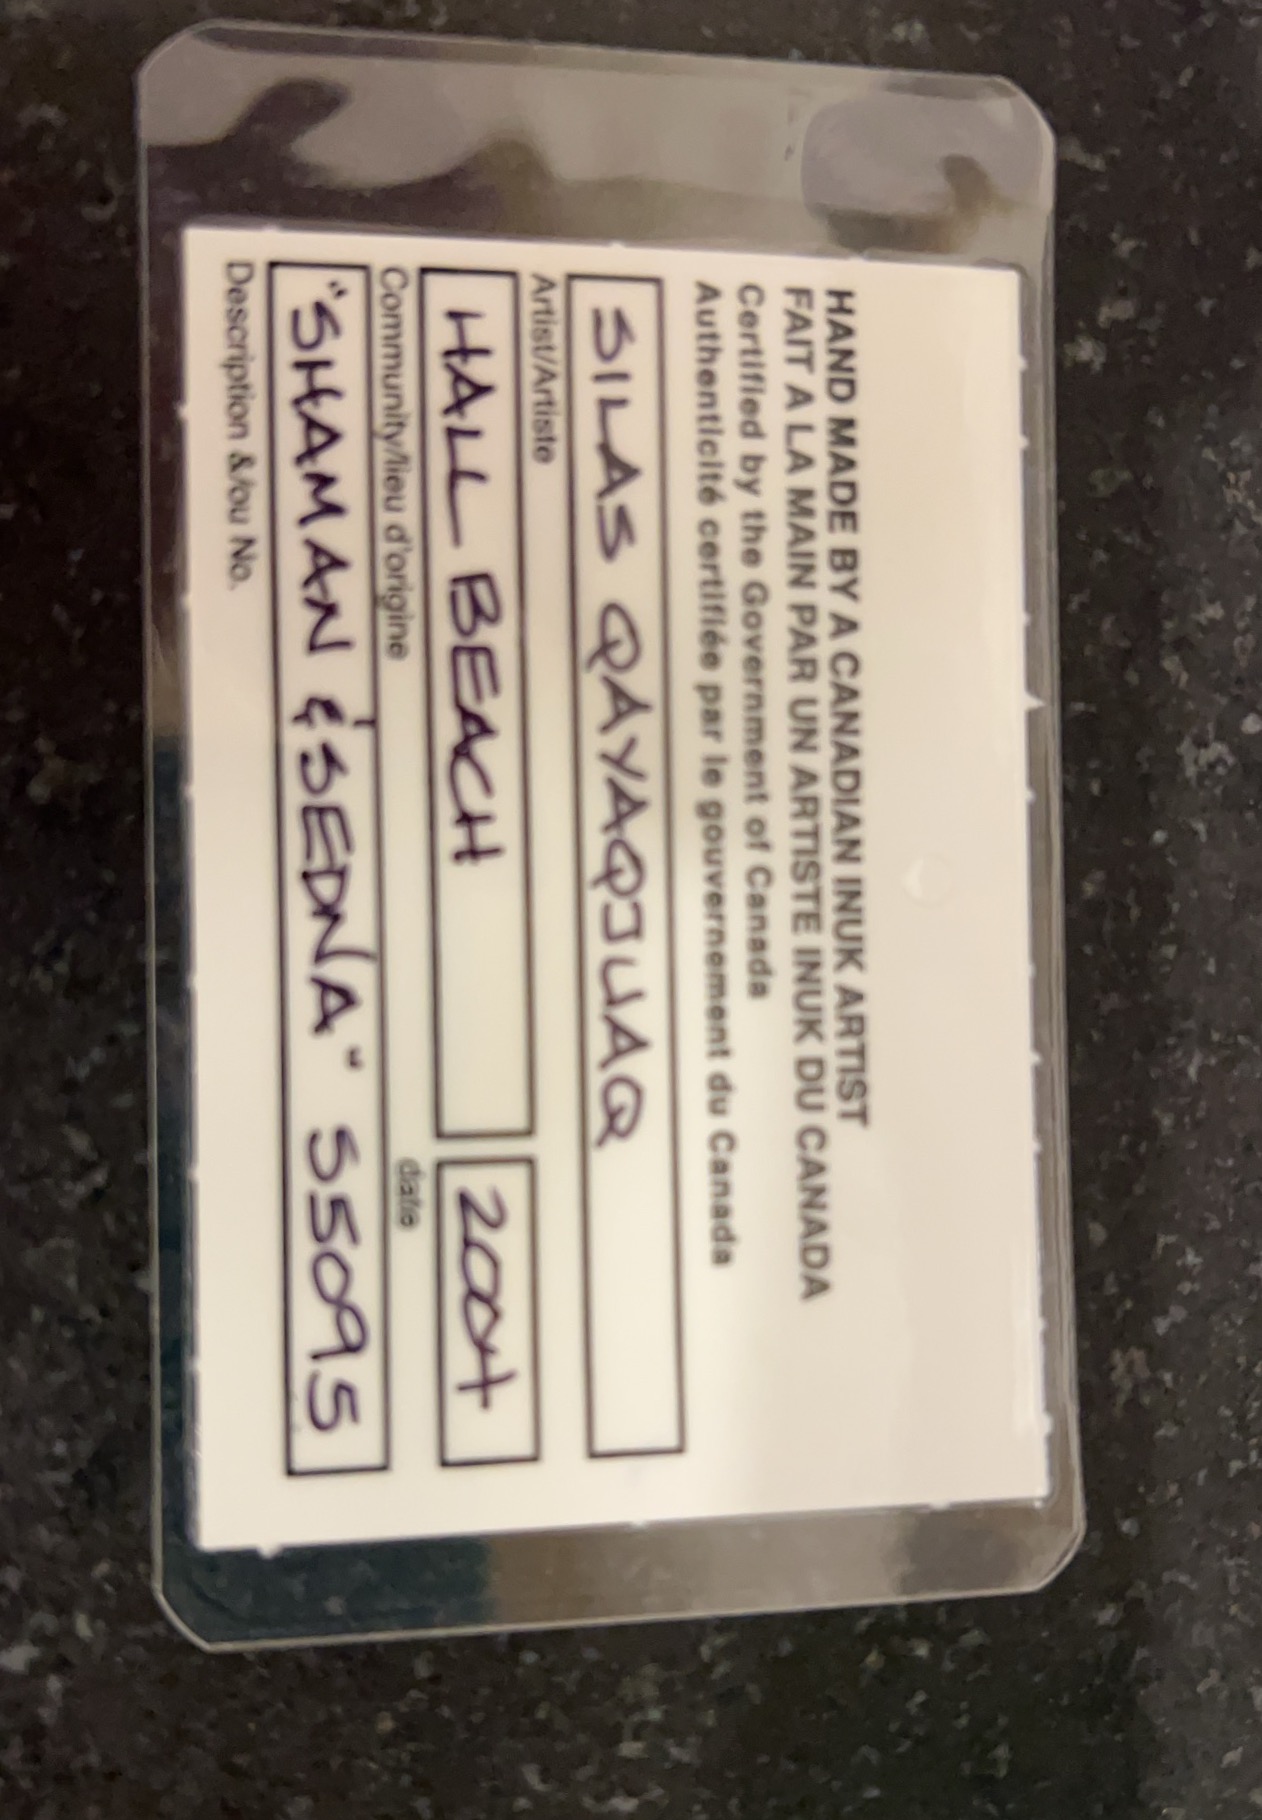 HAND MADE BY A CANADIAN INUK ARTIST
FAIT A LA MAIN PAR UN ARTISTE INUK DU CANADA
Certified by the Government of Canada
Authenticité certifiée par le gouvernement du Canada
SILAS QAYAQJUAQ
Artist/Artiste
HALL BEACH 2004
Community/lieu d'origine date
"SHAMAN & SEDNA" 55095
Description &/ou No.